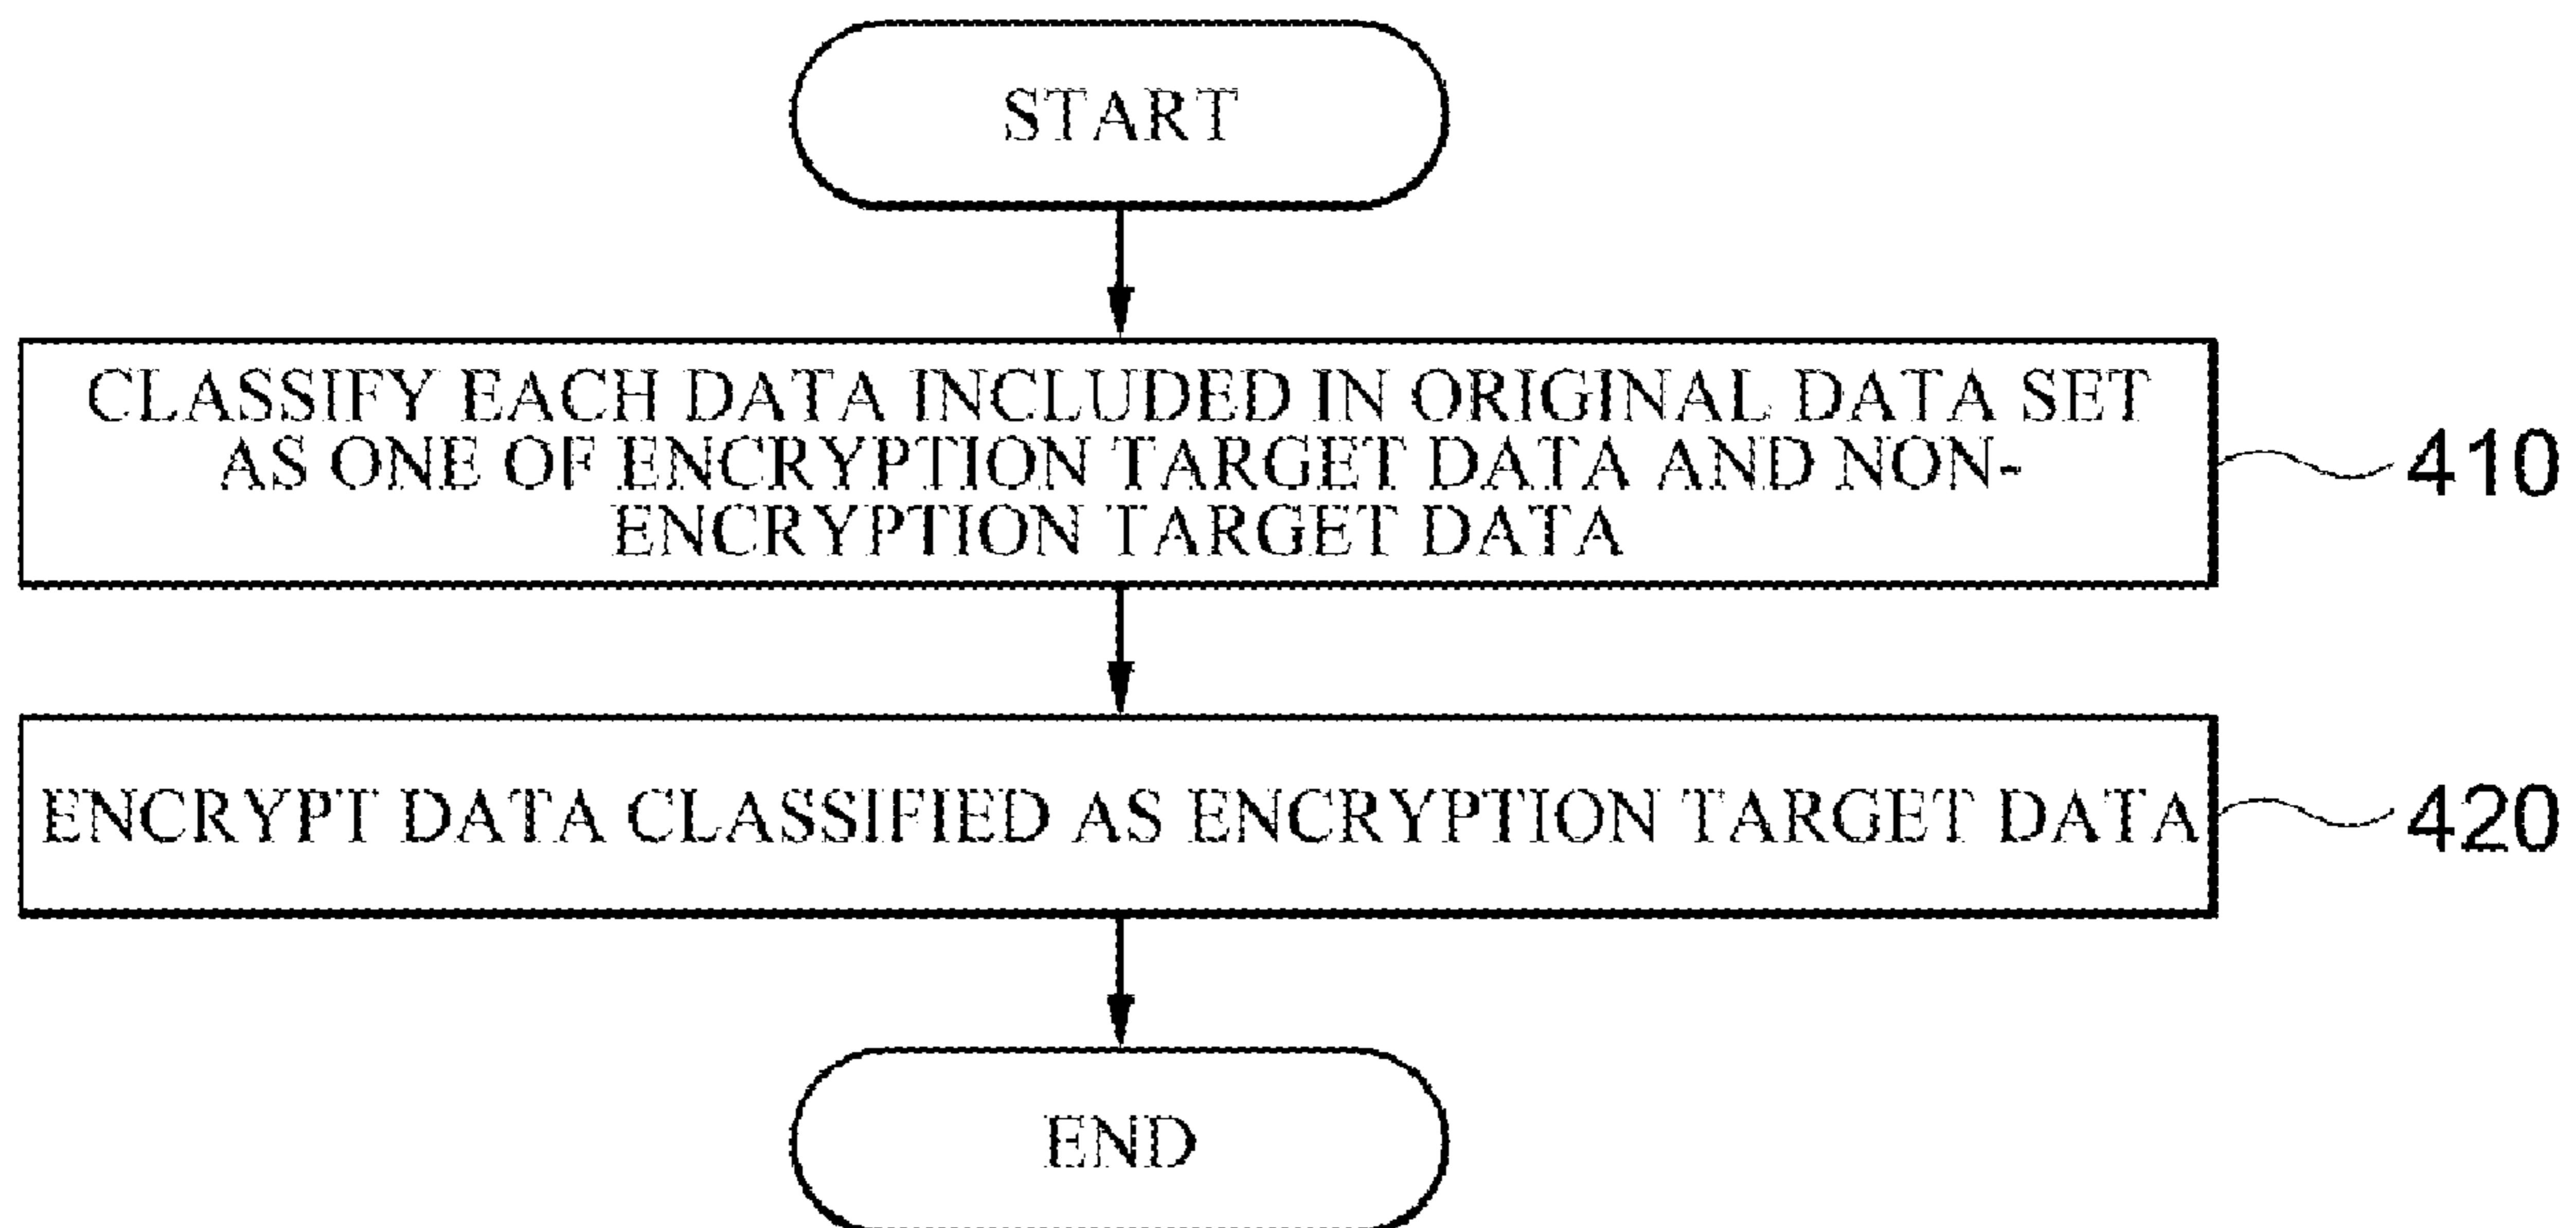 START
CLASSIFY EACH DATA INCLUDED IN ORIGINAL DATA SET
AS ONE OF ENCRYPTION TARGET DATA AND NON-
ENCRYPTION TARGET DATA
410
ENCRYPT DATA CLASSIFIED AS ENCRYPTION TARGET DATA
420
END